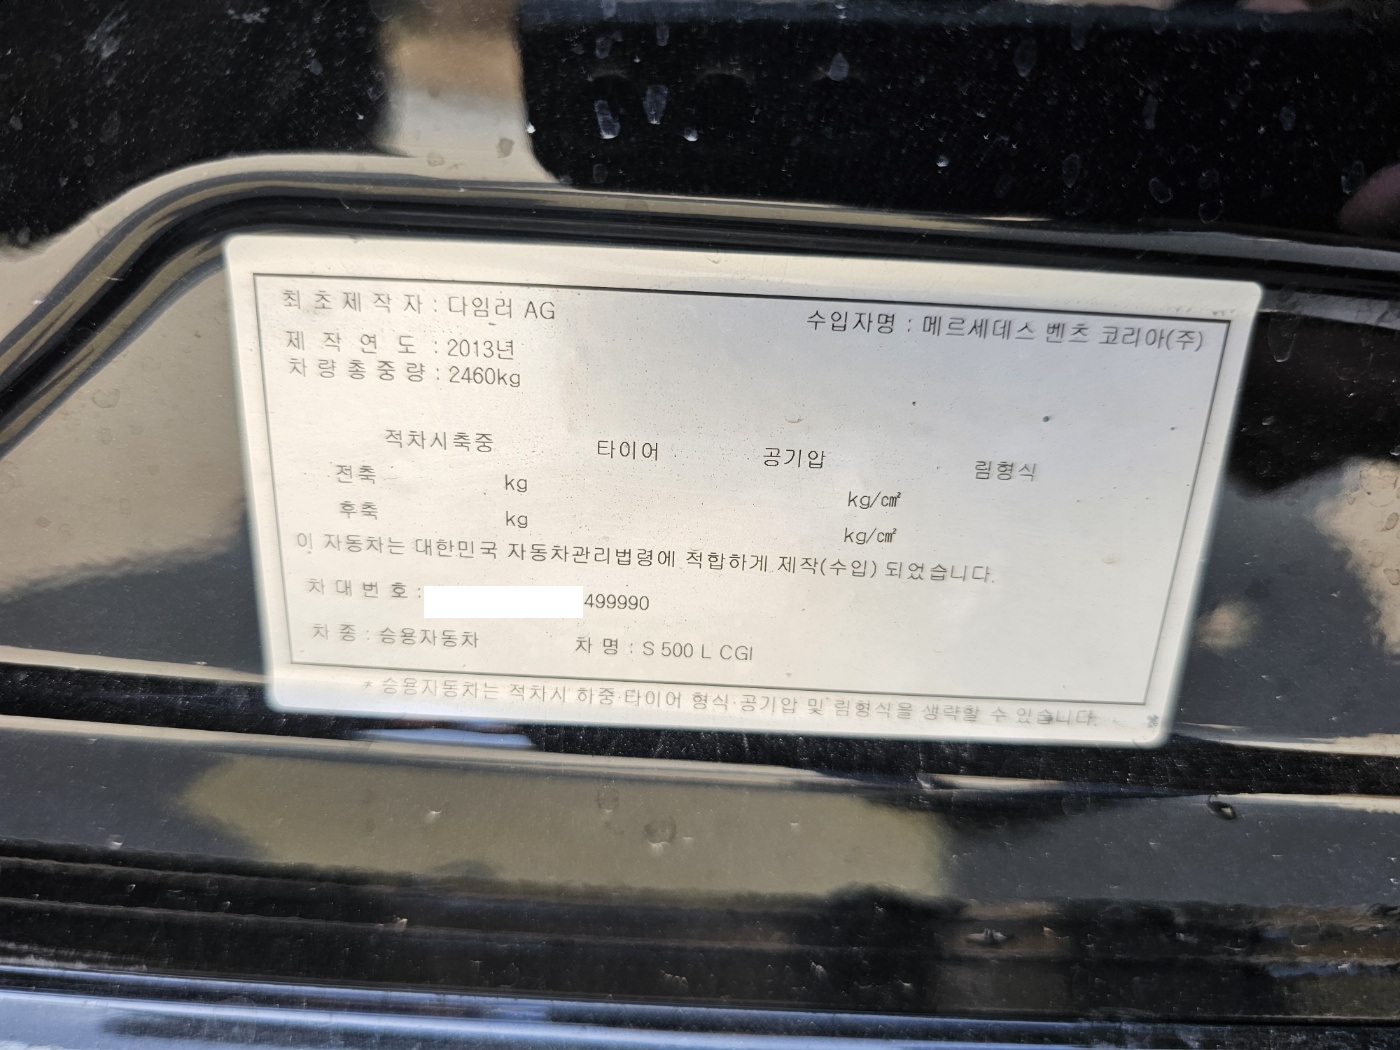 최초제작자 : 다임러 AG
수입자명 : 메르세데스 벤츠 코리아(주)
제작연도 : 2013년
차량총중량 : 2460kg
적차시축중 타이어 공기압 림형식
전축 kg kg/㎠
후축 kg kg/㎠
이 자동차는 대한민국 자동차관리법령에 적합하게 제작(수입) 되었습니다.
차대번호 : 499990
차종 : 승용자동차 차명 : S 500 L CGI
* 승용자동차는 적차시 하중·타이어 형식·공기압 및 림형식을 생략할 수 있습니다.